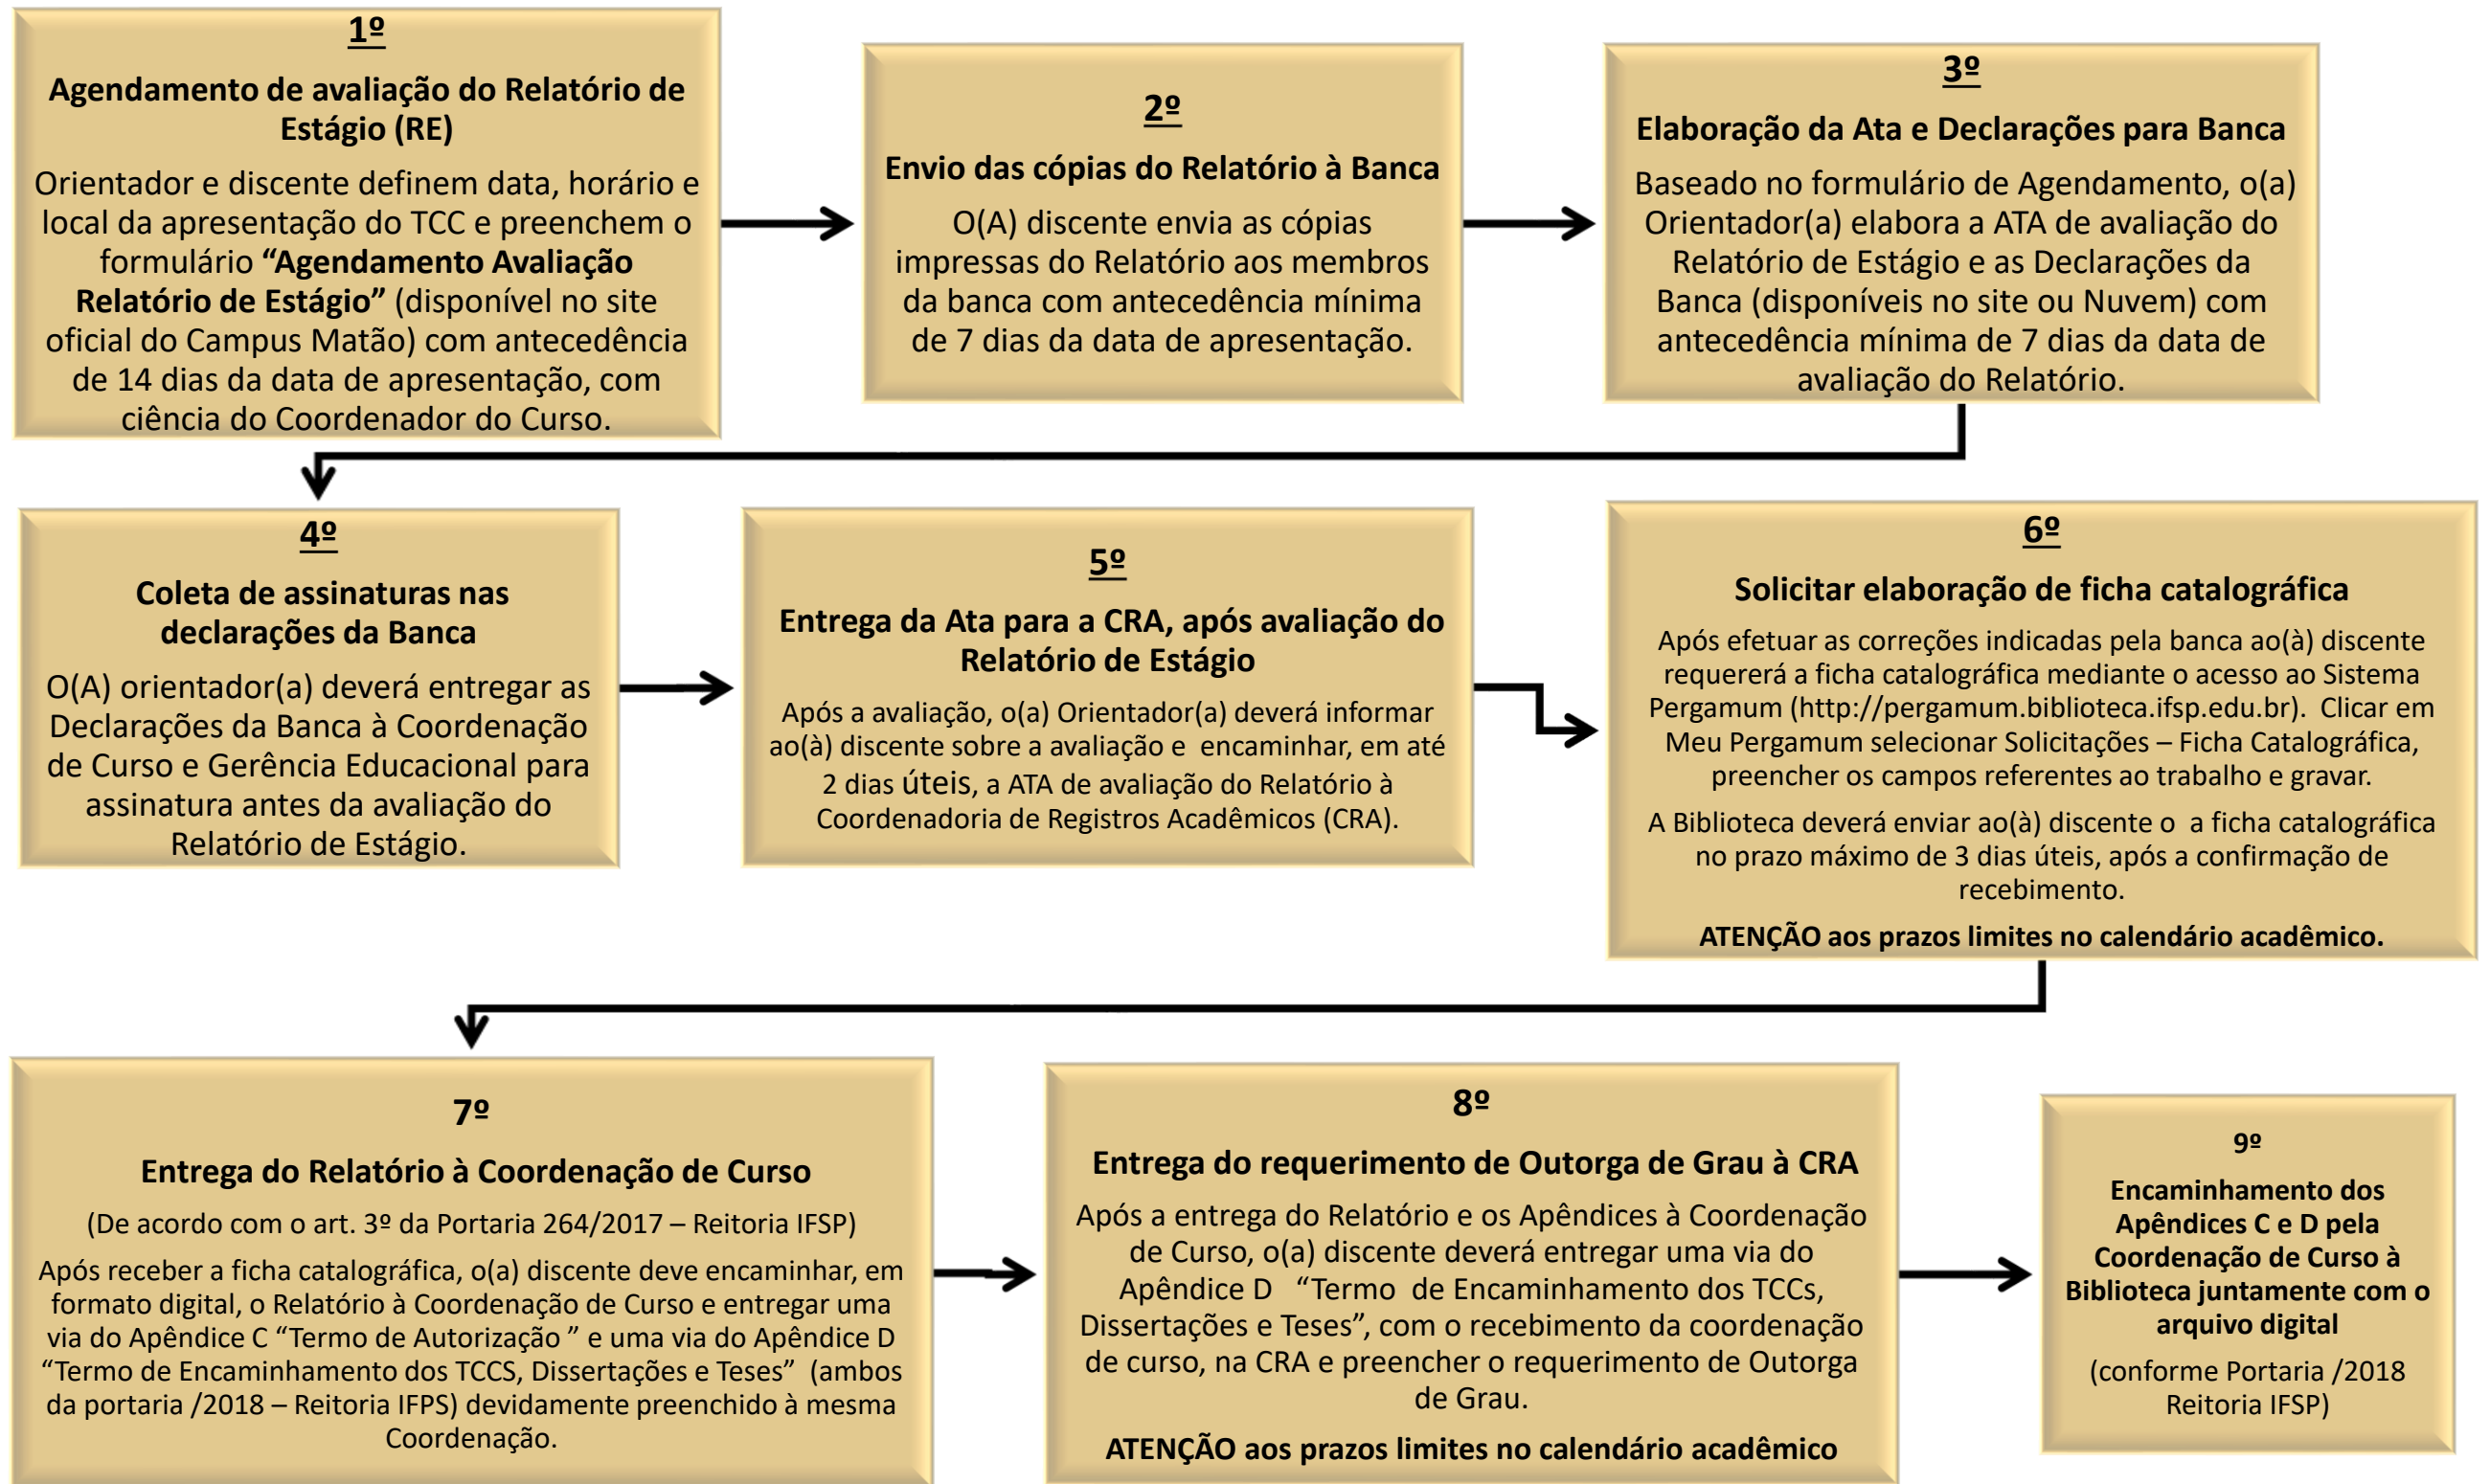 1º
Agendamento de avaliação do Relatório de
Estágio (RE)
Orientador e discente definem data, horário e
local da apresentação do TCC e preenchem o
formulário “Agendamento Avaliação
Relatório de Estágio” (disponível no site
oficial do Campus Matão) com antecedência
de 14 dias da data de apresentação, com
ciência do Coordenador do Curso.
2º
Envio das cópias do Relatório à Banca
O(A) discente envia as cópias
impressas do Relatório aos membros
da banca com antecedência mínima
de 7 dias da data de apresentação.
3º
Elaboração da Ata e Declarações para Banca
Baseado no formulário de Agendamento, o(a)
Orientador(a) elabora a ATA de avaliação do
Relatório de Estágio e as Declarações da
Banca (disponíveis no site ou Nuvem) com
antecedência mínima de 7 dias da data de
avaliação do Relatório.
4º
Coleta de assinaturas nas
declarações da Banca
O(A) orientador(a) deverá entregar as
Declarações da Banca à Coordenação
de Curso e Gerência Educacional para
assinatura antes da avaliação do
Relatório de Estágio.
5º
Entrega da Ata para a CRA, após avaliação do
Relatório de Estágio
Após a avaliação, o(a) Orientador(a) deverá informar
ao(à) discente sobre a avaliação e encaminhar, em até
2 dias úteis, a ATA de avaliação do Relatório à
Coordenadoria de Registros Acadêmicos (CRA).
6º
Solicitar elaboração de ficha catalográfica
Após efetuar as correções indicadas pela banca ao(à) discente
requererá a ficha catalográfica mediante o acesso ao Sistema
Pergamum (http://pergamum.biblioteca.ifsp.edu.br). Clicar em
Meu Pergamum selecionar Solicitações – Ficha Catalográfica,
preencher os campos referentes ao trabalho e gravar.
A Biblioteca deverá enviar ao(à) discente o a ficha catalográfica
no prazo máximo de 3 dias úteis, após a confirmação de
recebimento.
ATENÇÃO aos prazos limites no calendário acadêmico.
7º
Entrega do Relatório à Coordenação de Curso
(De acordo com o art. 3º da Portaria 264/2017 – Reitoria IFSP)
Após receber a ficha catalográfica, o(a) discente deve encaminhar, em
formato digital, o Relatório à Coordenação de Curso e entregar uma
via do Apêndice C “Termo de Autorização ” e uma via do Apêndice D
“Termo de Encaminhamento dos TCCS, Dissertações e Teses” (ambos
da portaria /2018 – Reitoria IFPS) devidamente preenchido à mesma
Coordenação.
8º
Entrega do requerimento de Outorga de Grau à CRA
Após a entrega do Relatório e os Apêndices à Coordenação
de Curso, o(a) discente deverá entregar uma via do
Apêndice D “Termo de Encaminhamento dos TCCs,
Dissertações e Teses”, com o recebimento da coordenação
de curso, na CRA e preencher o requerimento de Outorga
de Grau.
ATENÇÃO aos prazos limites no calendário acadêmico
9º
Encaminhamento dos
Apêndices C e D pela
Coordenação de Curso à
Biblioteca juntamente com o
arquivo digital
(conforme Portaria /2018
Reitoria IFSP)